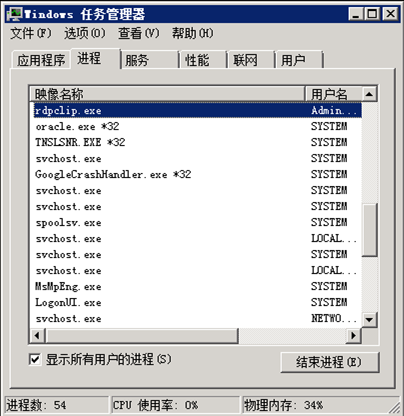 Windows 任务管理器
文件(F) 选项(O) 查看(V) 帮助(H)
应用程序 进程 服务 性能 联网 用户
映像名称 用户名
rdpclip.exe Admin...
oracle.exe *32 SYSTEM
TNSLSNR.EXE *32 SYSTEM
svchost.exe SYSTEM
GoogleCrashHandler.exe *32 SYSTEM
svchost.exe SYSTEM
svchost.exe SYSTEM
spoolsv.exe SYSTEM
svchost.exe LOCAL...
svchost.exe SYSTEM
svchost.exe LOCAL...
MsMpEng.exe SYSTEM
LogonUI.exe SYSTEM
svchost.exe NETWO...
显示所有用户的进程(S) 结束进程(E)
进程数: 54 CPU 使用率: 0% 物理内存: 34%